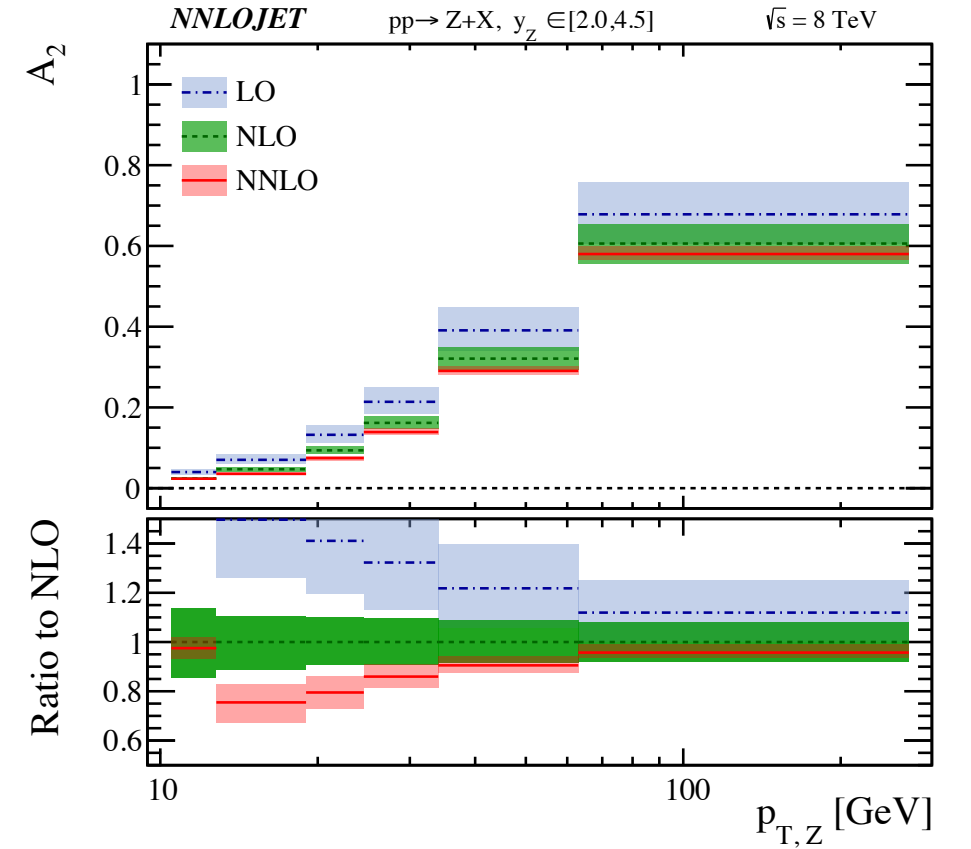 NNLOJET pp→ Z+X, y_Z ∈[2.0,4.5] √s = 8 TeV
A_2
1
0.8
0.6
0.4
0.2
0
LO
NLO
NNLO
Ratio to NLO
1.4
1.2
1
0.8
0.6
10 100
p_T, Z [GeV]